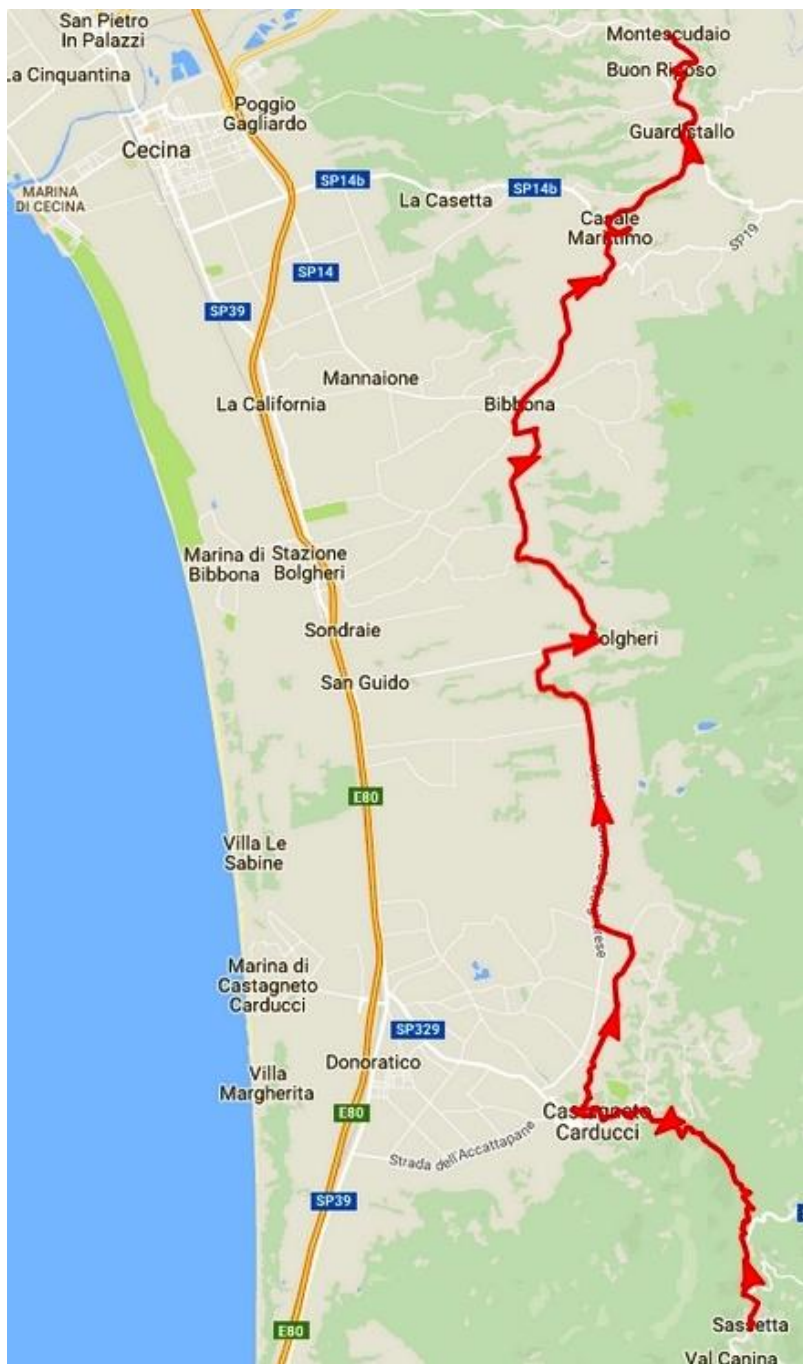 San Pietro
In Palazzi
Montescudaio
La Cinquantina
Buon Riposo
Poggio
Gagliardo
Cecina
Guardistallo
MARINA
DI CECINA
SP14b
SP14b
La Casetta
Casale
Marittimo
SP19
SP14
SP39
Mannaione
La California
Bibbona
Marina di
Bibbona
Stazione
Bolgheri
Sondraie
Bolgheri
San Guido
E80
Villa Le
Sabine
Marina di
Castagneto
Carducci
SP329
Donoratico
Villa
Margherita
E80
Castagneto
Carducci
Strada dell'Accattapane
SP39
Sassetta
E80
Val Canina